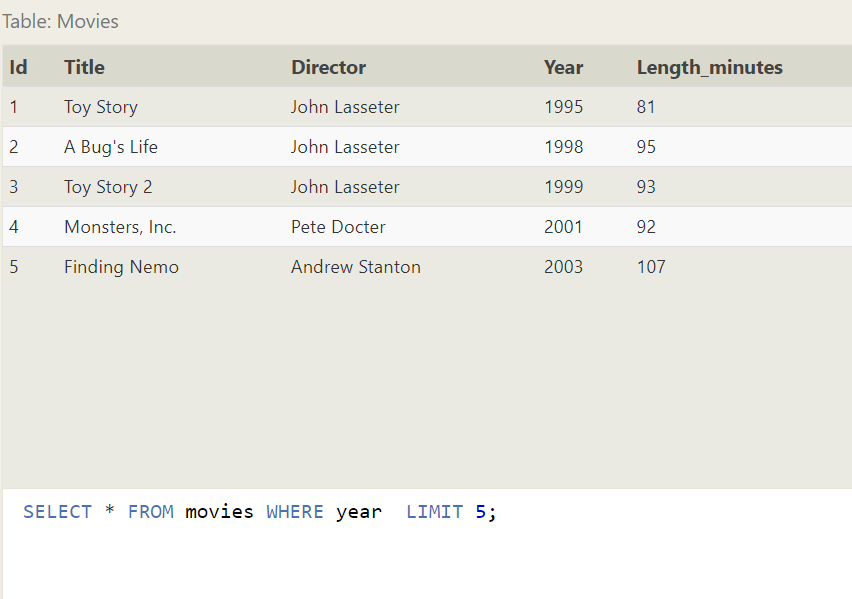 Table: Movies
Id Title Director Year Length_minutes
1 Toy Story John Lasseter 1995 81
2 A Bug's Life John Lasseter 1998 95
3 Toy Story 2 John Lasseter 1999 93
4 Monsters, Inc. Pete Docter 2001 92
5 Finding Nemo Andrew Stanton 2003 107
SELECT * FROM movies WHERE year  LIMIT 5;